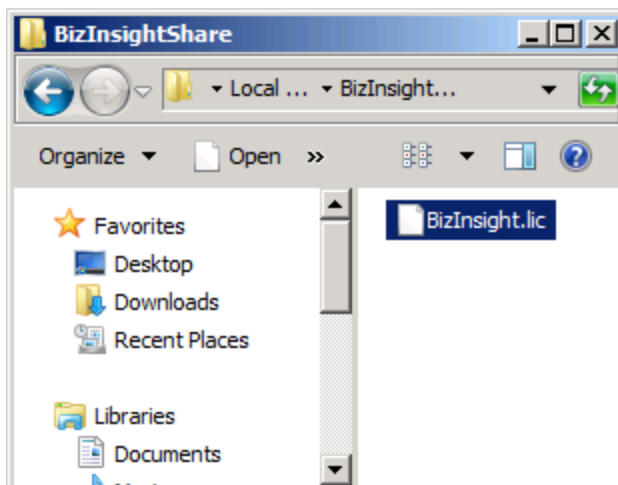 BizInsightShare
Local ... BizInsight...
Organize Open »
Favorites
BizInsight.lic
Desktop
Downloads
Recent Places
Libraries
Documents